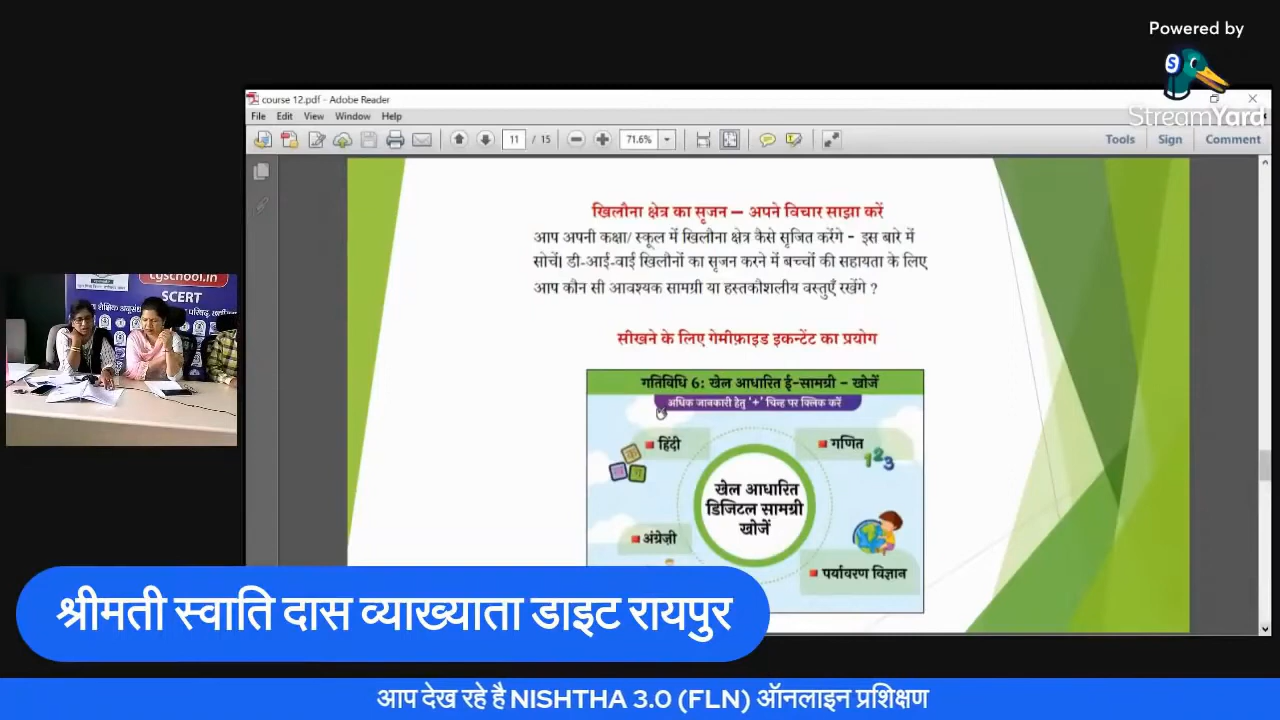 Powered by
StreamYard
course 12.pdf - Adobe Reader
File Edit View Window Help
11 / 15 71.6% Tools Sign Comment
खिलौना क्षेत्र का सृजन – अपने विचार साझा करें
आप अपनी कक्षा/ स्कूल में खिलौना क्षेत्र कैसे सृजित करेंगे - इस बारे में
सोचें। डी-आई-वाई खिलौनों का सृजन करने में बच्चों की सहायता के लिए
आप कौन सी आवश्यक सामग्री या हस्तकौशलीय वस्तुएँ रखेंगे ?
सीखने के लिए गेमीफ़ाइड इकन्टेंट का प्रयोग
गतिविधि 6: खेल आधारित ई-सामग्री - खोजें
अधिक जानकारी हेतु '+' चिन्ह पर क्लिक करें
हिंदी
गणित
123
खेल आधारित
डिजिटल सामग्री
खोजें
अंग्रेज़ी
पर्यावरण विज्ञान
cgschool.in
SCERT
श्रीमती स्वाति दास व्याख्याता डाइट रायपुर
आप देख रहे है NISHTHA 3.0 (FLN) ऑनलाइन प्रशिक्षण